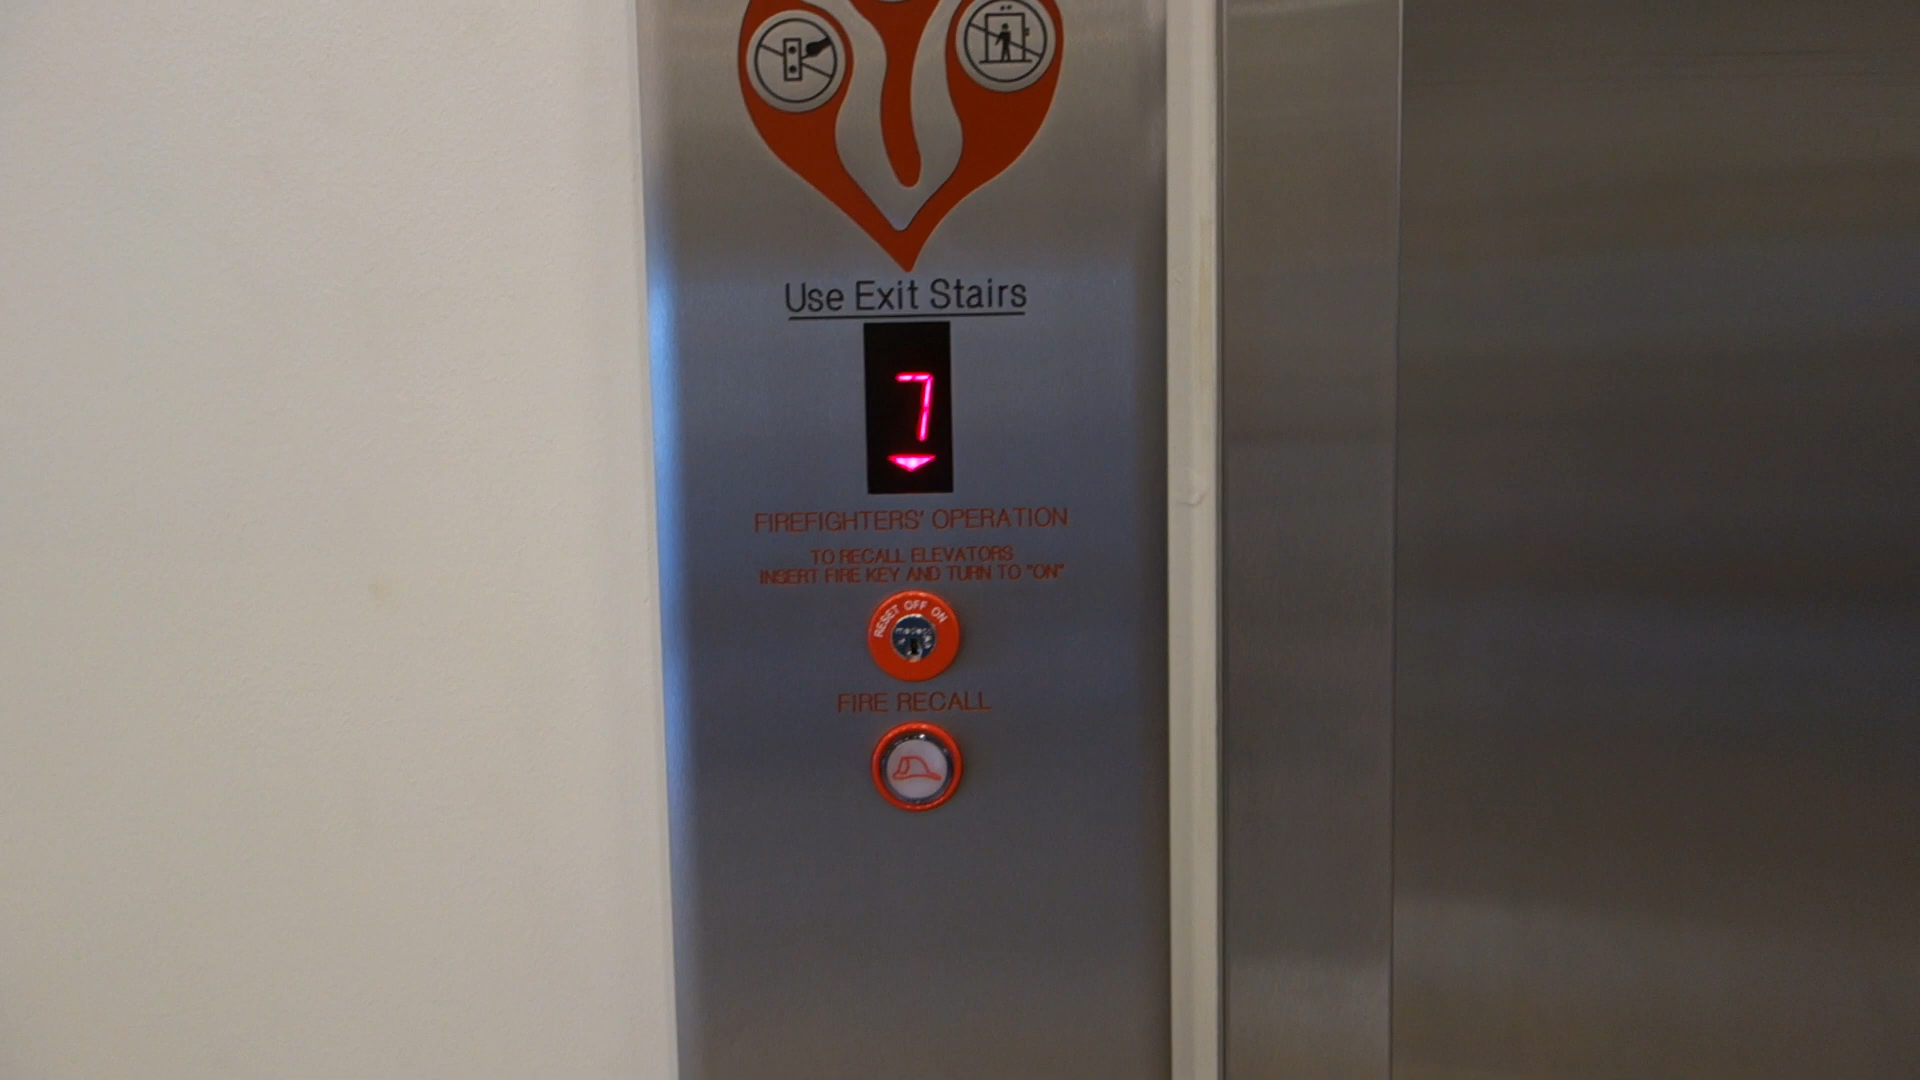 Use Exit Stairs
7
FIREFIGHTERS' OPERATION
TO RECALL ELEVATORS
INSERT FIRE KEY AND TURN TO "ON"
RESET OFF ON
FIRE RECALL